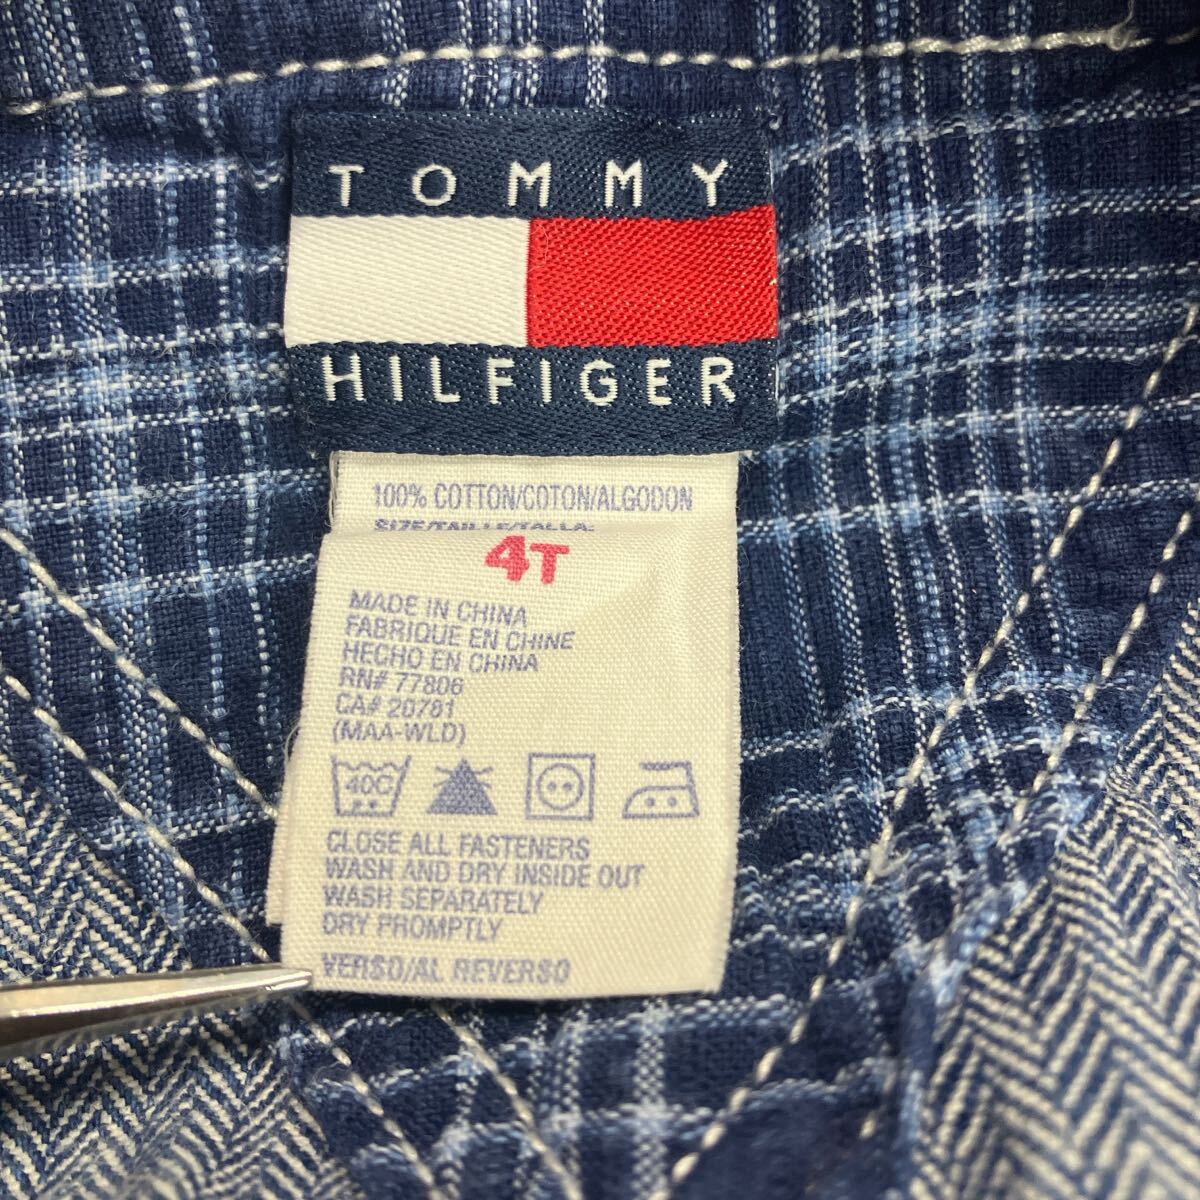 TOMMY
HILFIGER
100% COTTON/COTON/ALGODON
SIZE/TAILLE/TALLA:
4T
MADE IN CHINA
FABRIQUE EN CHINE
HECHO EN CHINA
RN# 77806
CA# 20781
(MAA-WLD)
40C
CLOSE ALL FASTENERS
WASH AND DRY INSIDE OUT
WASH SEPARATELY
DRY PROMPTLY
VERSO/AL REVERSO